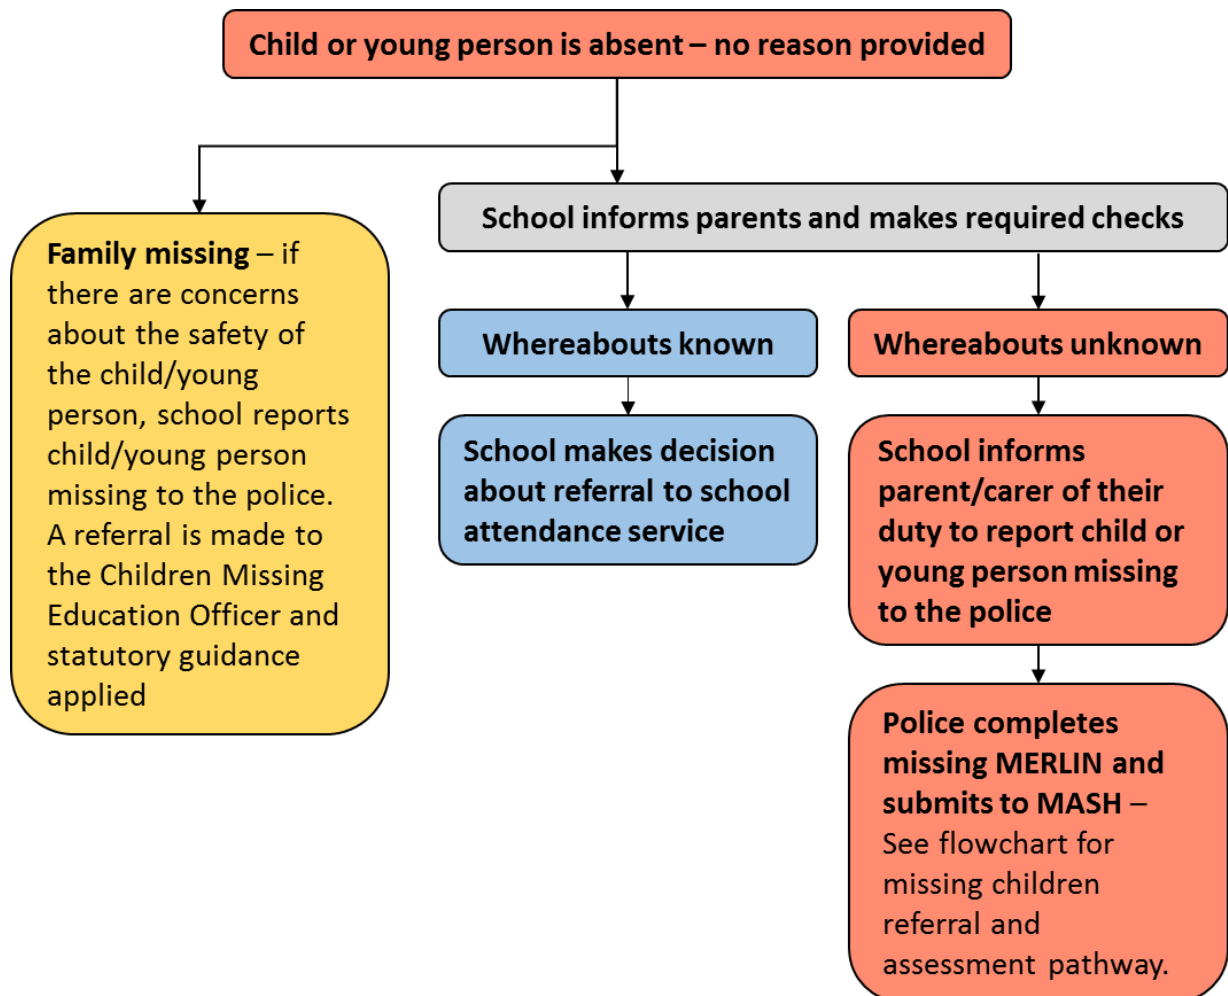 Child or young person is absent – no reason provided
Family missing – if
there are concerns
about the safety of
the child/young
person, school reports
child/young person
missing to the police.
A referral is made to
the Children Missing
Education Officer and
statutory guidance
applied
School informs parents and makes required checks
Whereabouts known
School makes decision
about referral to school
attendance service
Whereabouts unknown
School informs
parent/carer of their
duty to report child or
young person missing
to the police
Police completes
missing MERLIN and
submits to MASH –
See flowchart for
missing children
referral and
assessment pathway.